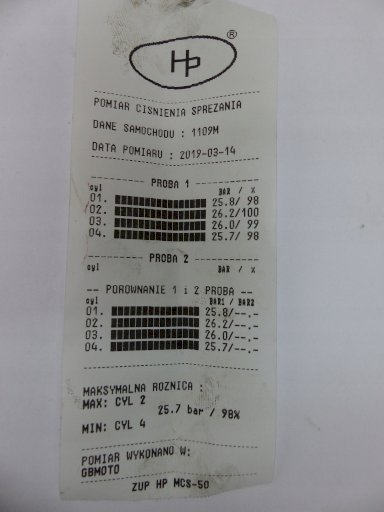 HP ®
POMIAR CISNIENIA SPREZANIA
DANE SAMOCHODU : 1109M
DATA POMIARU : 2019-03-14
PROBA 1
cyl BAR / %
01. 25.8/ 98
02. 26.2/100
03. 26.0/ 99
04. 25.7/ 98
PROBA 2
cyl BAR / %
-- POROWNANIE 1 i 2 PROBA --
cyl BAR1 / BAR2
01. 25.8/--.-
02. 26.2/--.-
03. 26.0/--.-
04. 25.7/--.-
MAKSYMALNA ROZNICA :
MAX: CYL 2
25.7 bar / 98%
MIN: CYL 4
POMIAR WYKONANO W:
GBMOTO
ZUP HP MCS-50